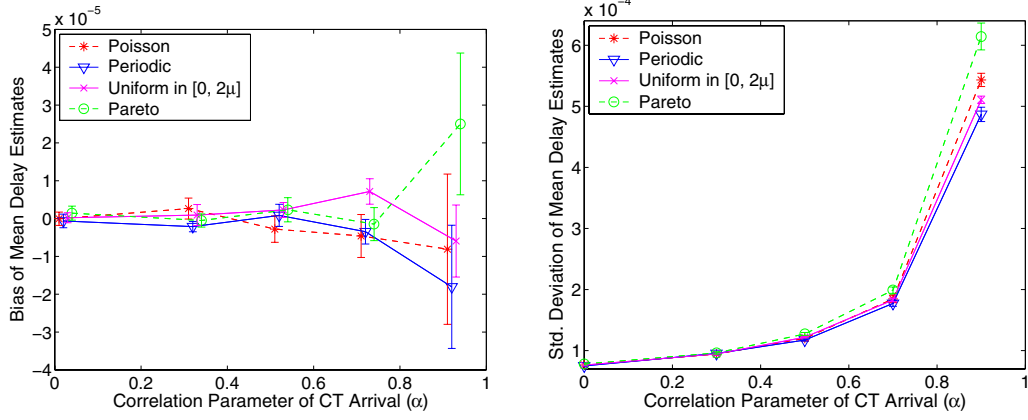 x 10⁻⁵
5
4
3
2
1
0
−1
−2
−3
−4
Bias of Mean Delay Estimates
Poisson
Periodic
Uniform in [0, 2μ]
Pareto
0
0.2
0.4
0.6
0.8
1
Correlation Parameter of CT Arrival (α)
x 10⁻⁴
6
5
4
3
2
1
Std. Deviation of Mean Delay Estimates
Poisson
Periodic
Uniform in [0, 2μ]
Pareto
0
0.2
0.4
0.6
0.8
1
Correlation Parameter of CT Arrival (α)